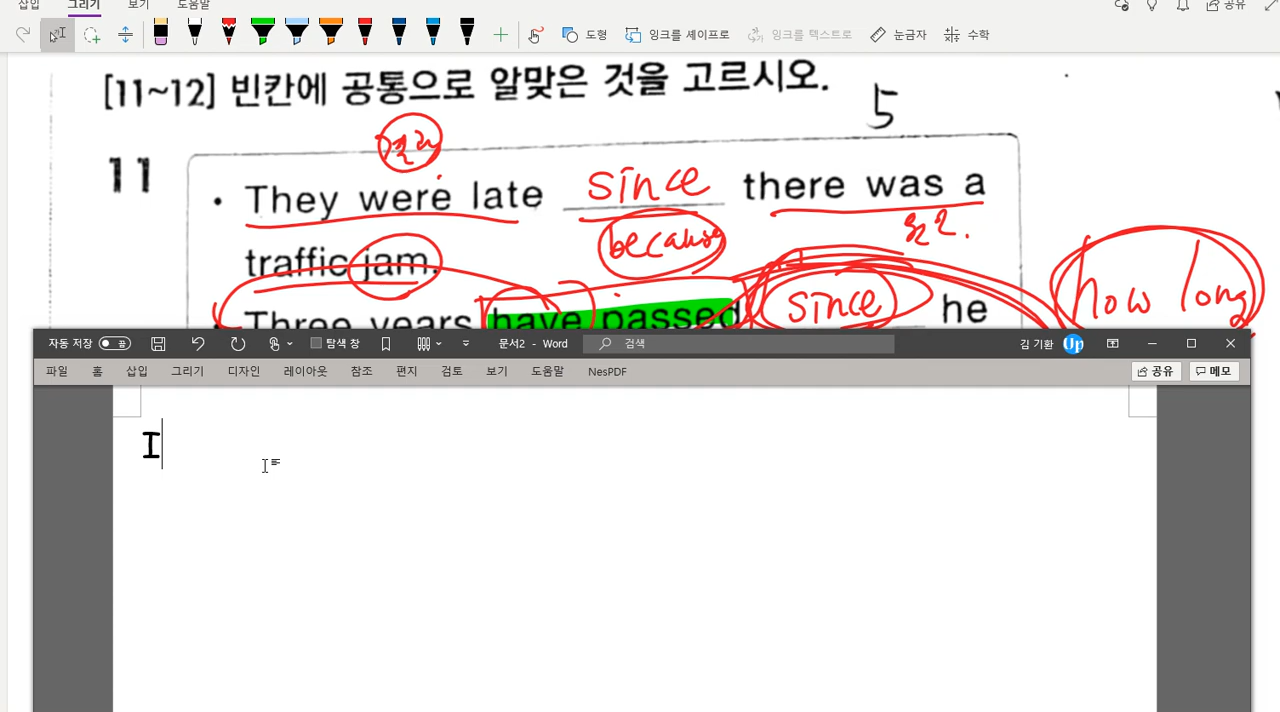 삽입 그리기 보기 도움말 공유
도형 잉크를 셰이프로 잉크를 텍스트로 눈금자 수학
[11~12] 빈칸에 공통으로 알맞은 것을 고르시오.
5
결과
11
• They were late since there was a
because
traffic jam.
how long
• Three years have passed since he
자동 저장 끔 탐색 창 문서2 - Word 검색 김 기환 Up
파일 홈 삽입 그리기 디자인 레이아웃 참조 편지 검토 보기 도움말 NesPDF 공유 메모
I